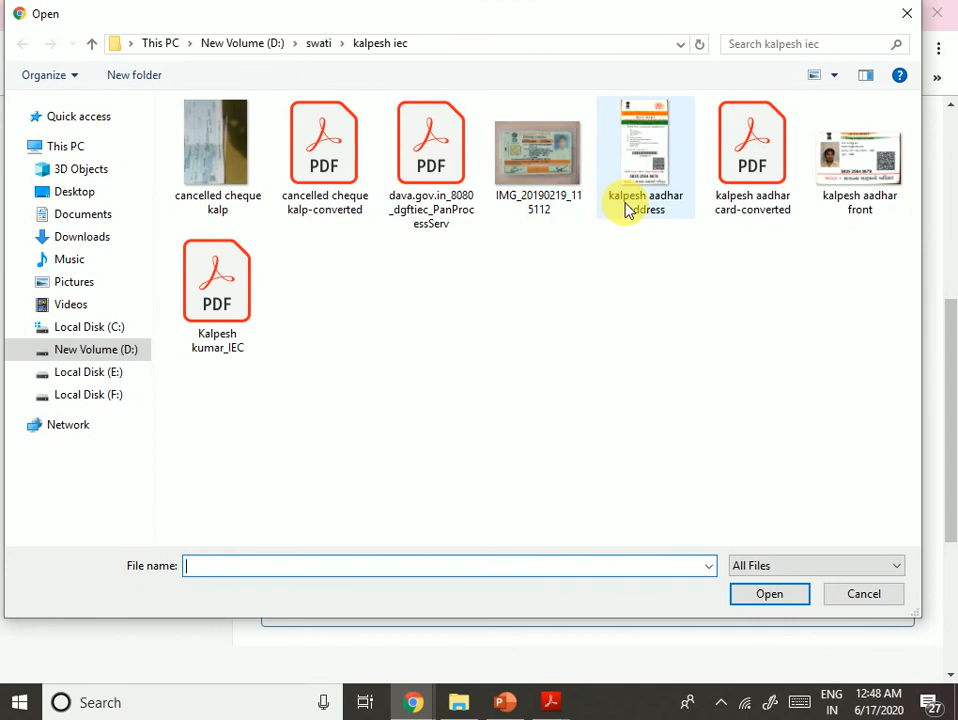 Open
This PC > New Volume (D:) > swati > kalpesh iec
Search kalpesh iec
Organize
New folder
Quick access
This PC
3D Objects
Desktop
Documents
Downloads
Music
Pictures
Videos
Local Disk (C:)
New Volume (D:)
Local Disk (E:)
Local Disk (F:)
Network
PDF
PDF
PDF
cancelled cheque
kalp
cancelled cheque
kalp-converted
dava.gov.in_8080
_dgftiec_PanProc
essServ
IMG_20190219_11
5112
kalpesh aadhar
address
kalpesh aadhar
card-converted
kalpesh aadhar
front
PDF
Kalpesh
kumar_IEC
File name:
All Files
Open
Cancel
Search
ENG
IN
12:48 AM
6/17/2020
27